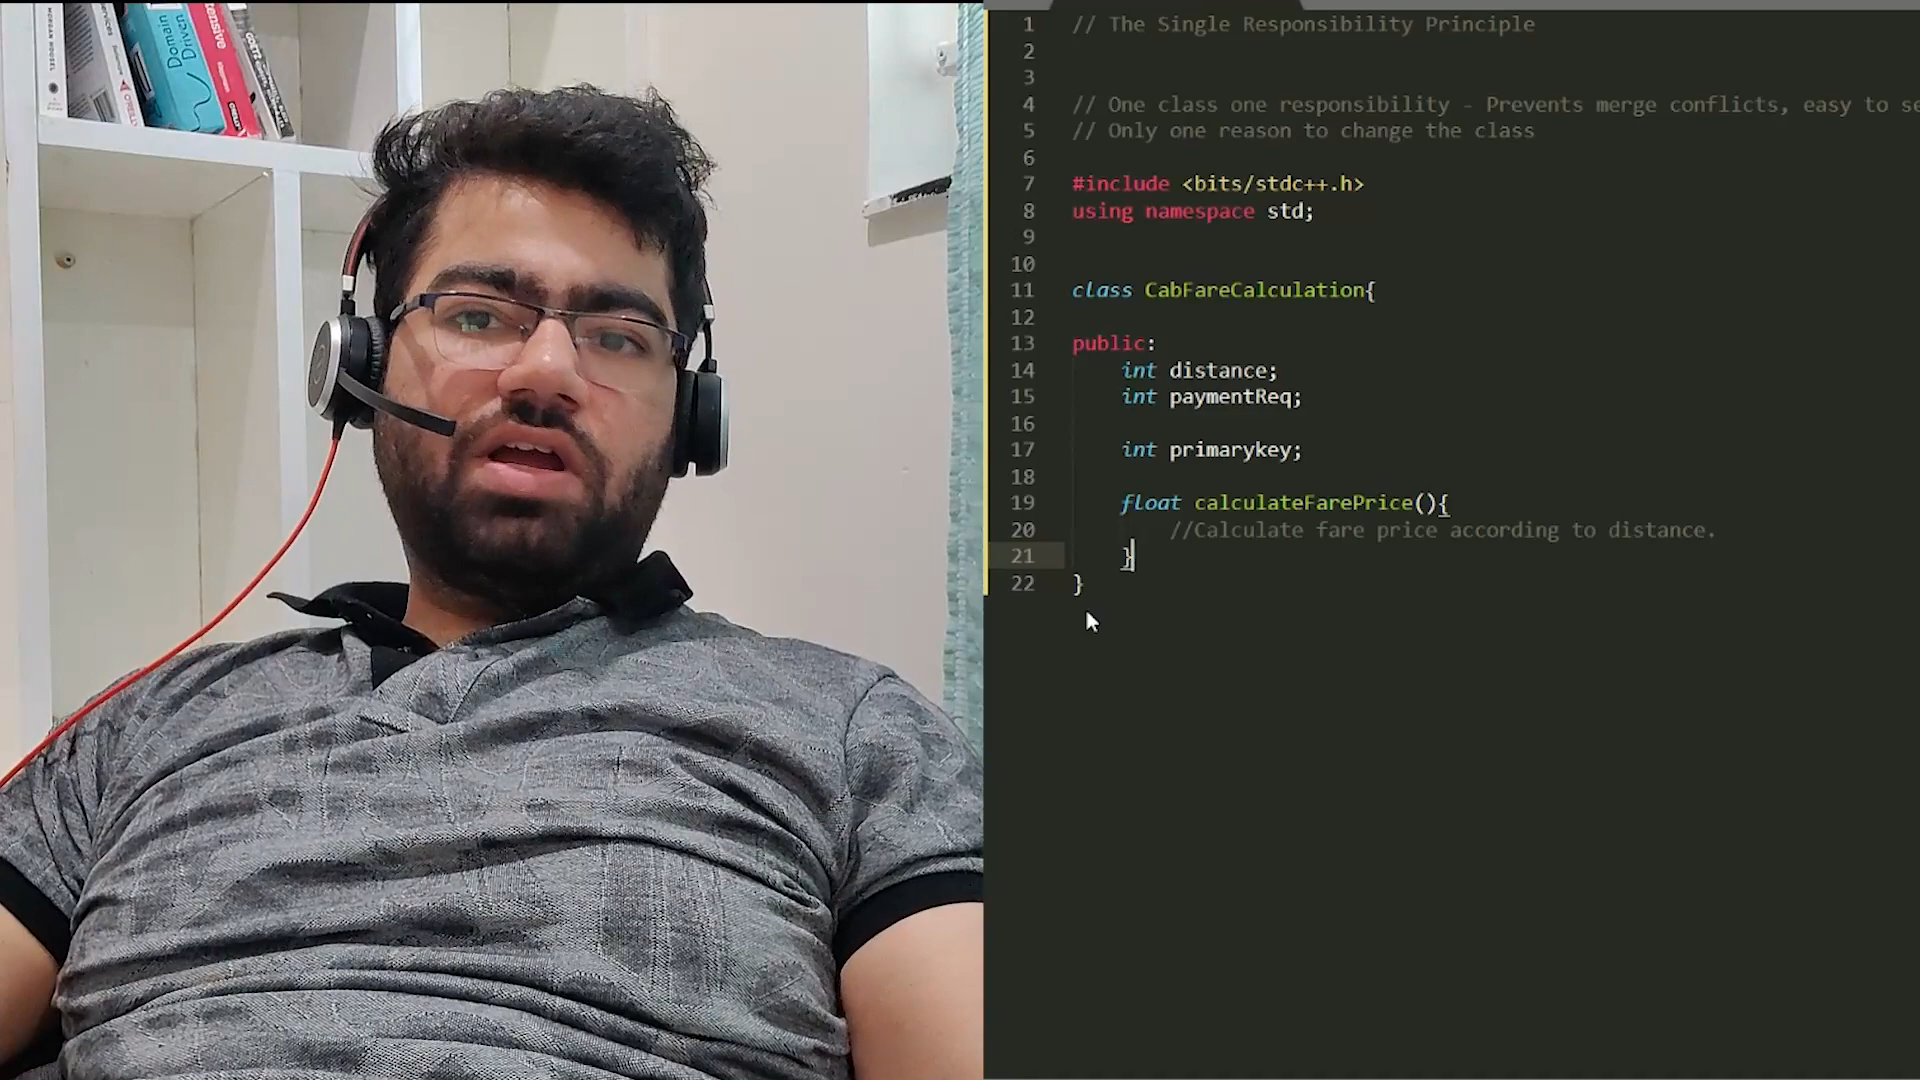 Domain
Driven
O'REILLY
// The Single Responsibility Principle
// One class one responsibility - Prevents merge conflicts, easy to se
// Only one reason to change the class
#include <bits/stdc++.h>
using namespace std;
class CabFareCalculation{
public:
int distance;
int paymentReq;
int primarykey;
float calculateFarePrice(){
//Calculate fare price according to distance.
}
}
1
2
3
4
5
6
7
8
9
10
11
12
13
14
15
16
17
18
19
20
21
22